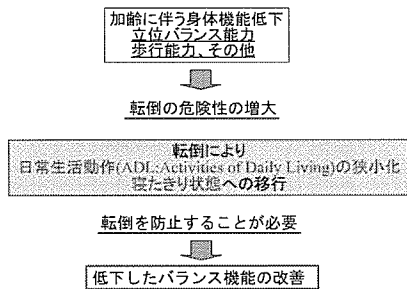 加齢に伴う身体機能低下
立位バランス能力
歩行能力、その他
転倒の危険性の増大
転倒により
日常生活動作(ADL:Activities of Daily Living)の狭小化
寝たきり状態への移行
転倒を防止することが必要
低下したバランス機能の改善